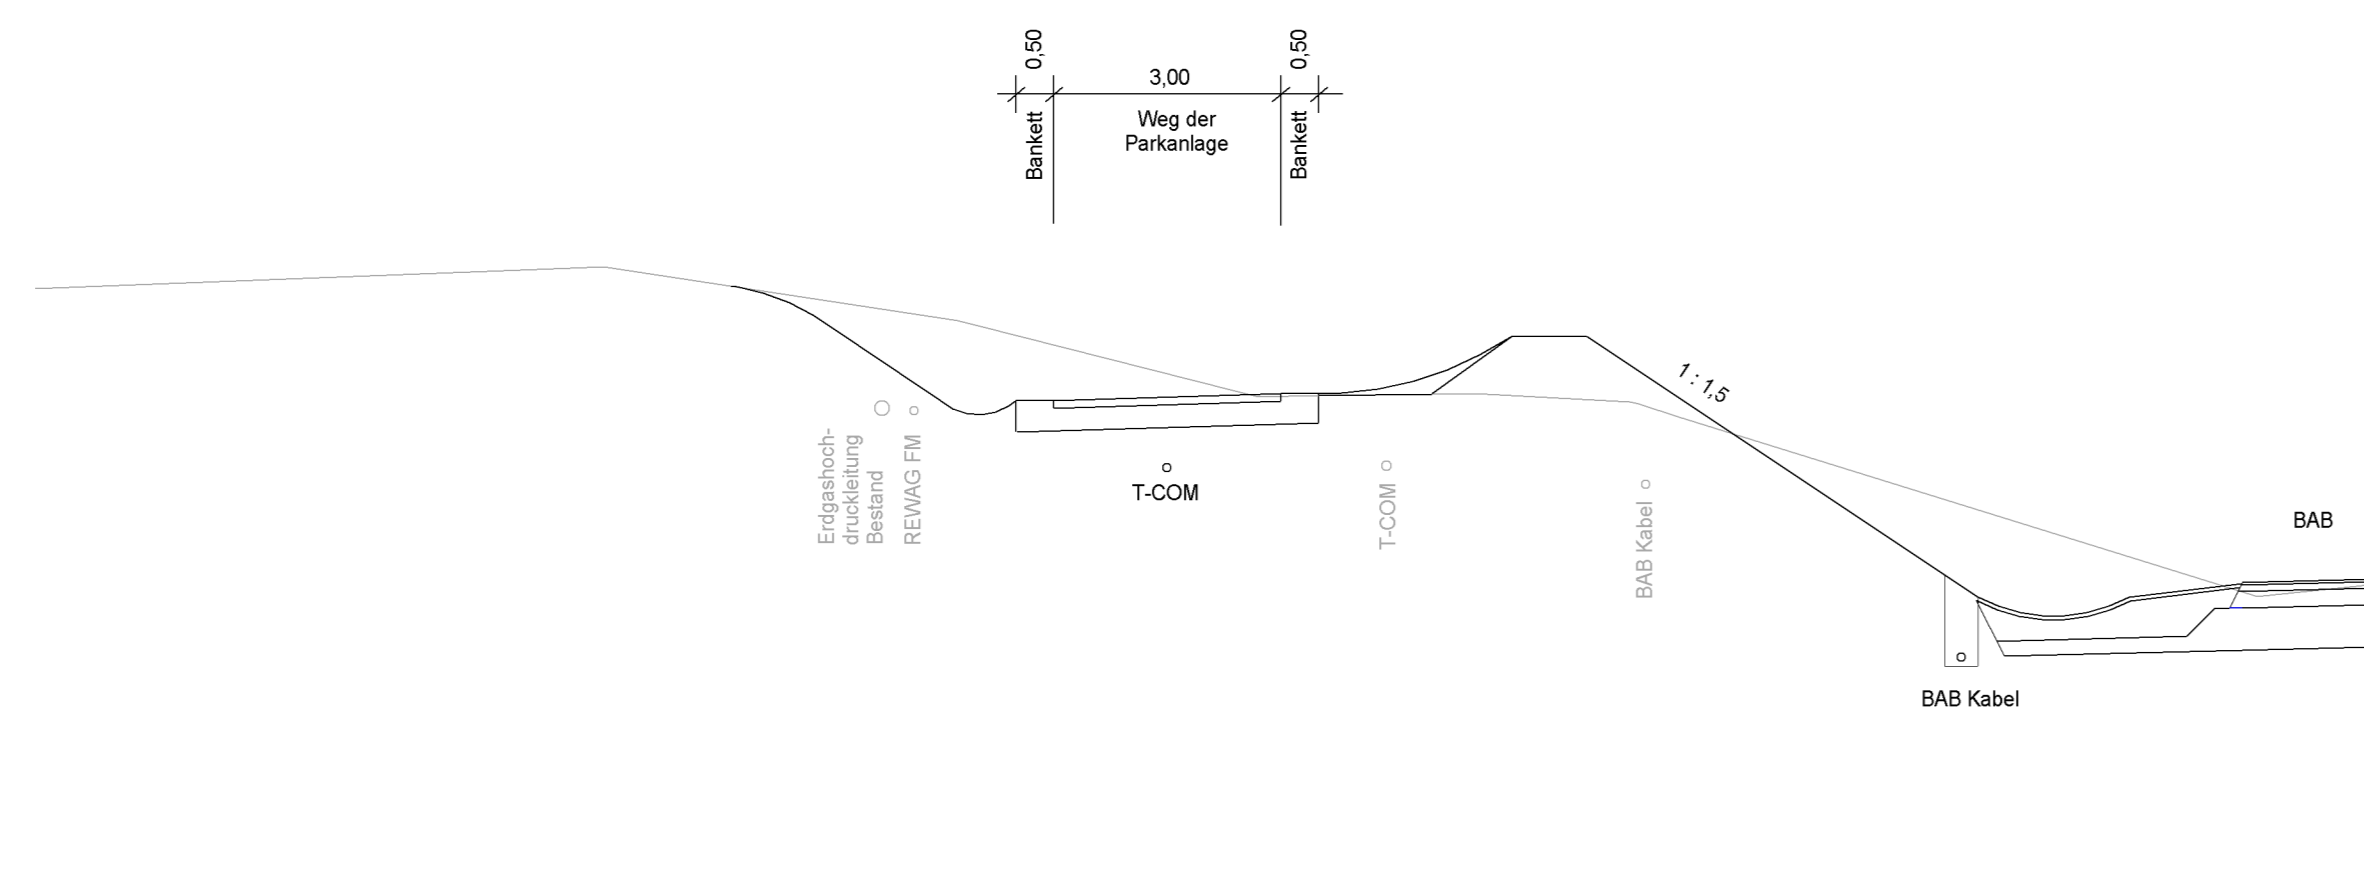 0,50
3,00
0,50
Bankett
Weg der
Parkanlage
Bankett
1 : 1,5
Erdgashoch-
druckleitung
Bestand
REWAG FM
T-COM
T-COM
BAB Kabel
BAB
BAB Kabel